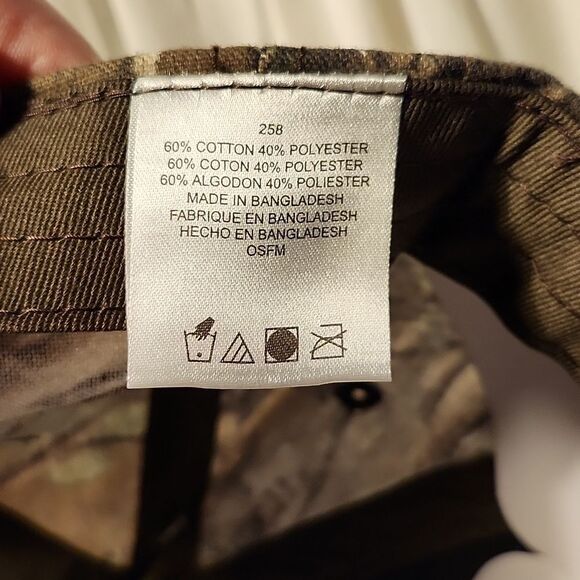 258
60% COTTON 40% POLYESTER
60% COTON 40% POLYESTER
60% ALGODON 40% POLIESTER
MADE IN BANGLADESH
FABRIQUE EN BANGLADESH
HECHO EN BANGLADESH
OSFM